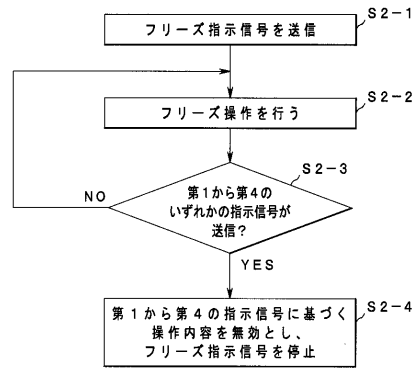 フリーズ指示信号を送信
S2-1
フリーズ操作を行う
S2-2
第1から第4の
いずれかの指示信号が
送信?
S2-3
NO
YES
第1から第4の指示信号に基づく
操作内容を無効とし、
フリーズ指示信号を停止
S2-4